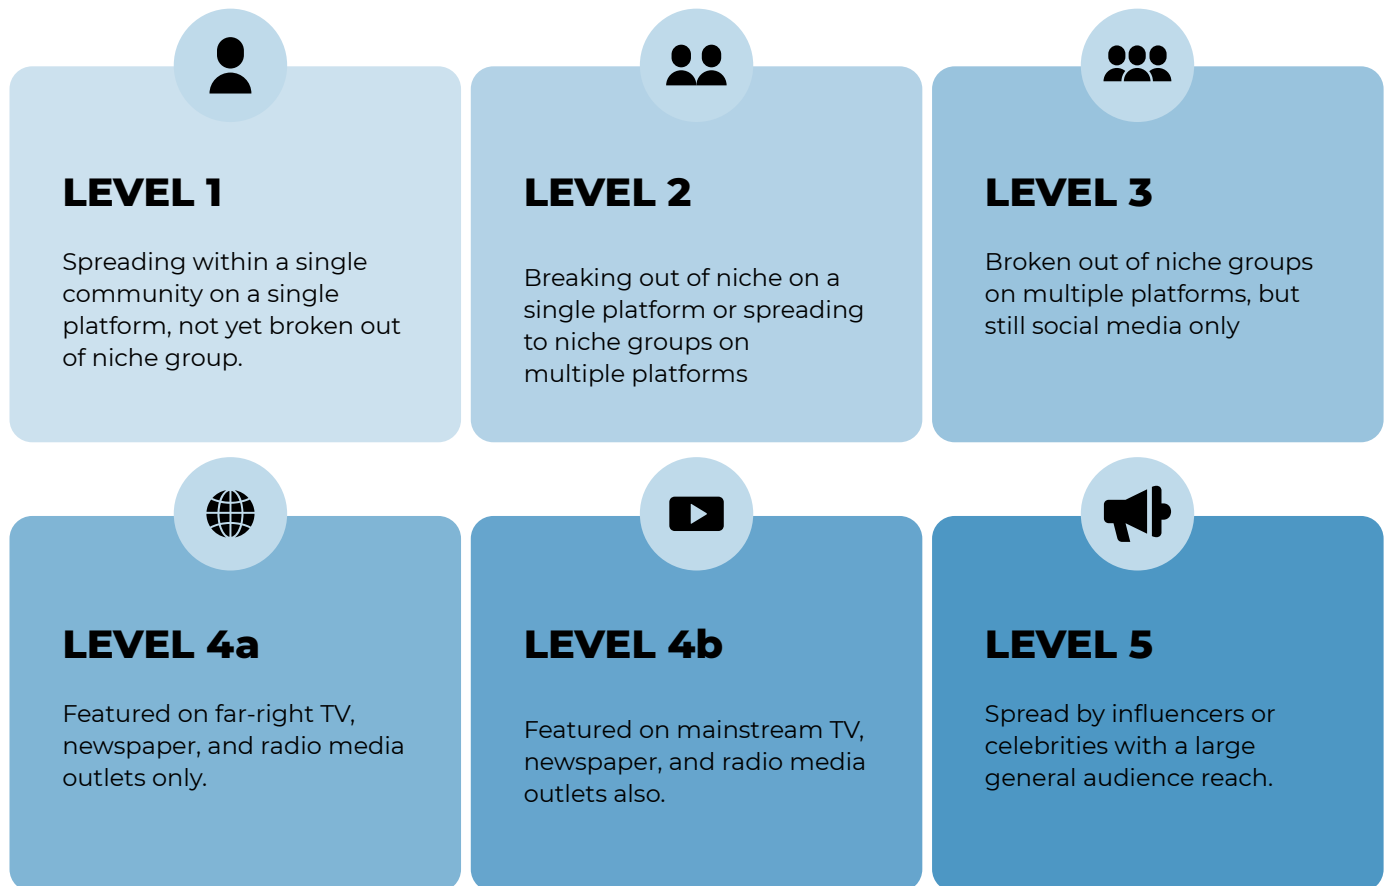 LEVEL 1
Spreading within a single
community on a single
platform, not yet broken out
of niche group.
LEVEL 2
Breaking out of niche on a
single platform or spreading
to niche groups on
multiple platforms
LEVEL 3
Broken out of niche groups
on multiple platforms, but
still social media only
LEVEL 4a
Featured on far-right TV,
newspaper, and radio media
outlets only.
LEVEL 4b
Featured on mainstream TV,
newspaper, and radio media
outlets also.
LEVEL 5
Spread by influencers or
celebrities with a large
general audience reach.